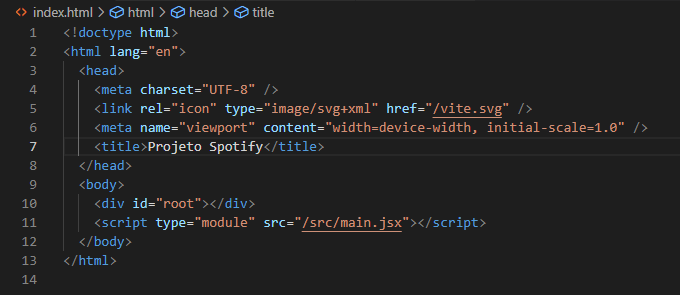 index.html > html > head > title
1 <!doctype html>
2 <html lang="en">
3 <head>
4 <meta charset="UTF-8" />
5 <link rel="icon" type="image/svg+xml" href="/vite.svg" />
6 <meta name="viewport" content="width=device-width, initial-scale=1.0" />
7 <title>Projeto Spotify</title>
8 </head>
9 <body>
10 <div id="root"></div>
11 <script type="module" src="/src/main.jsx"></script>
12 </body>
13 </html>
14